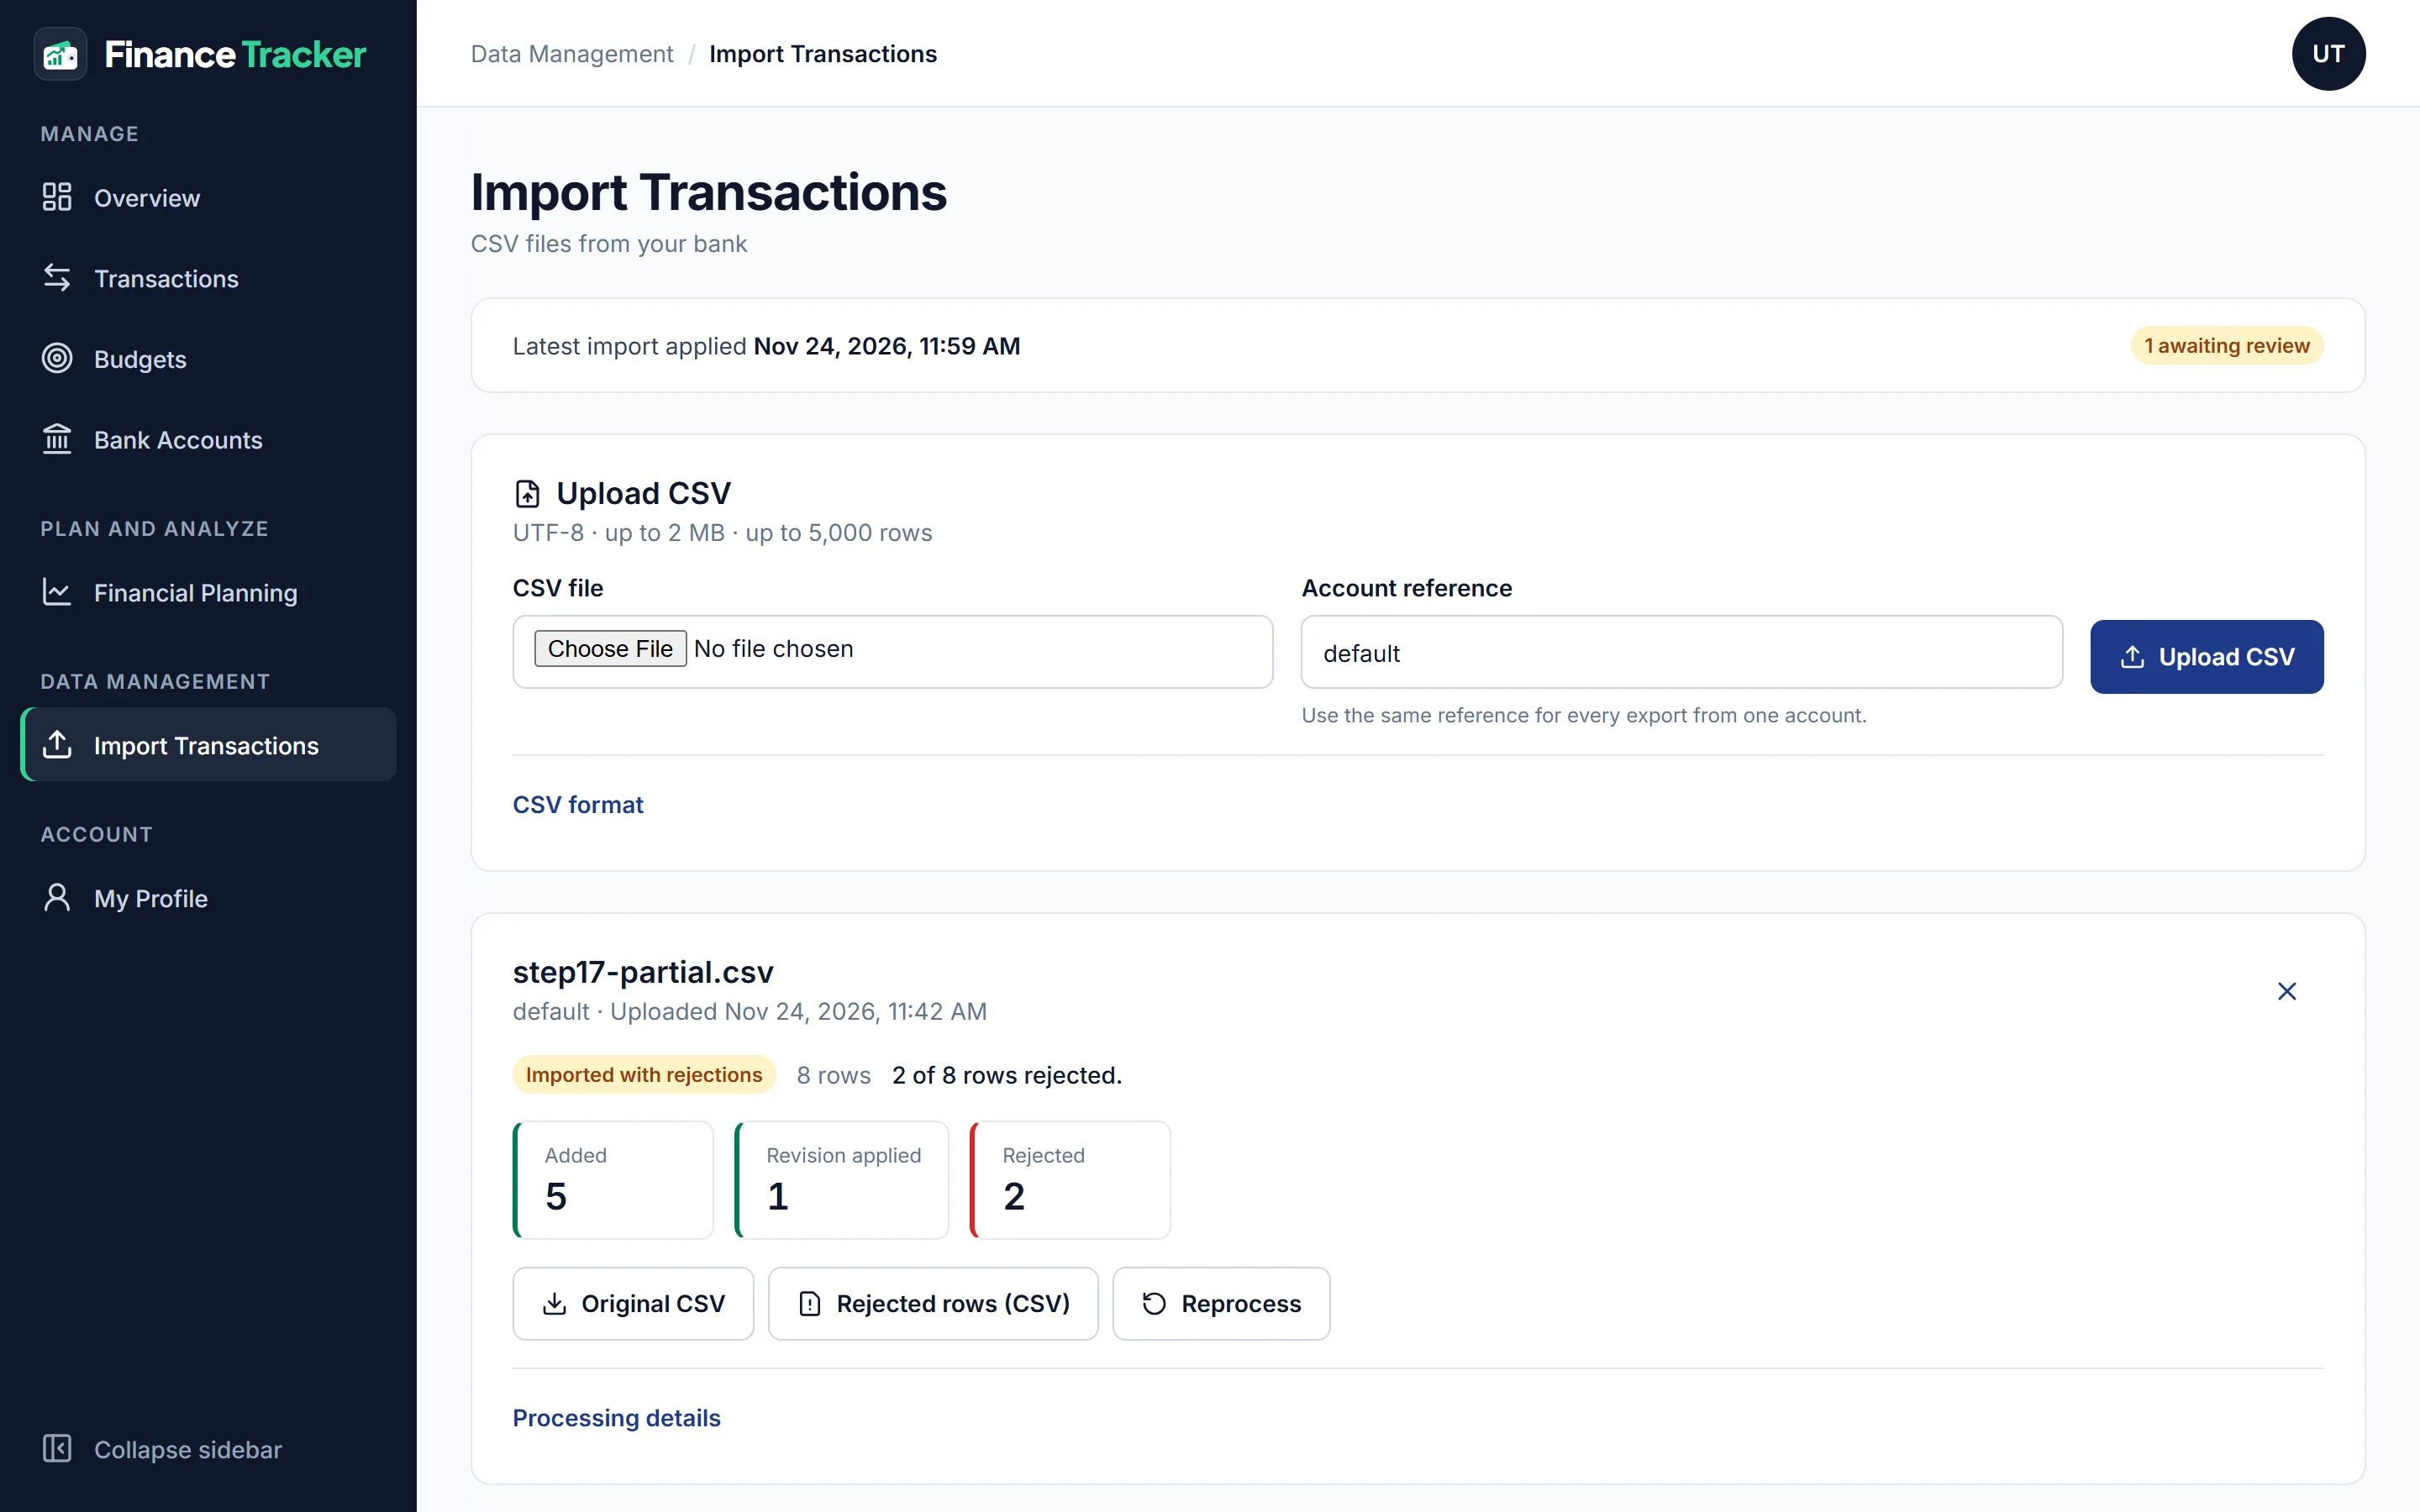 Finance Tracker
MANAGE
Overview
Transactions
Budgets
Bank Accounts
PLAN AND ANALYZE
Financial Planning
DATA MANAGEMENT
Import Transactions
ACCOUNT
My Profile
Collapse sidebar
Data Management / Import Transactions
UT
Import Transactions
CSV files from your bank
Latest import applied Nov 24, 2026, 11:59 AM
1 awaiting review
Upload CSV
UTF-8 · up to 2 MB · up to 5,000 rows
CSV file
Choose File No file chosen
Account reference
default
Use the same reference for every export from one account.
Upload CSV
CSV format
step17-partial.csv
default · Uploaded Nov 24, 2026, 11:42 AM
Imported with rejections 8 rows 2 of 8 rows rejected.
Added
5
Revision applied
1
Rejected
2
Original CSV
Rejected rows (CSV)
Reprocess
Processing details